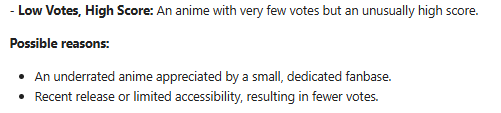 - Low Votes, High Score: An anime with very few votes but an unusually high score.
Possible reasons:
• An underrated anime appreciated by a small, dedicated fanbase.
• Recent release or limited accessibility, resulting in fewer votes.